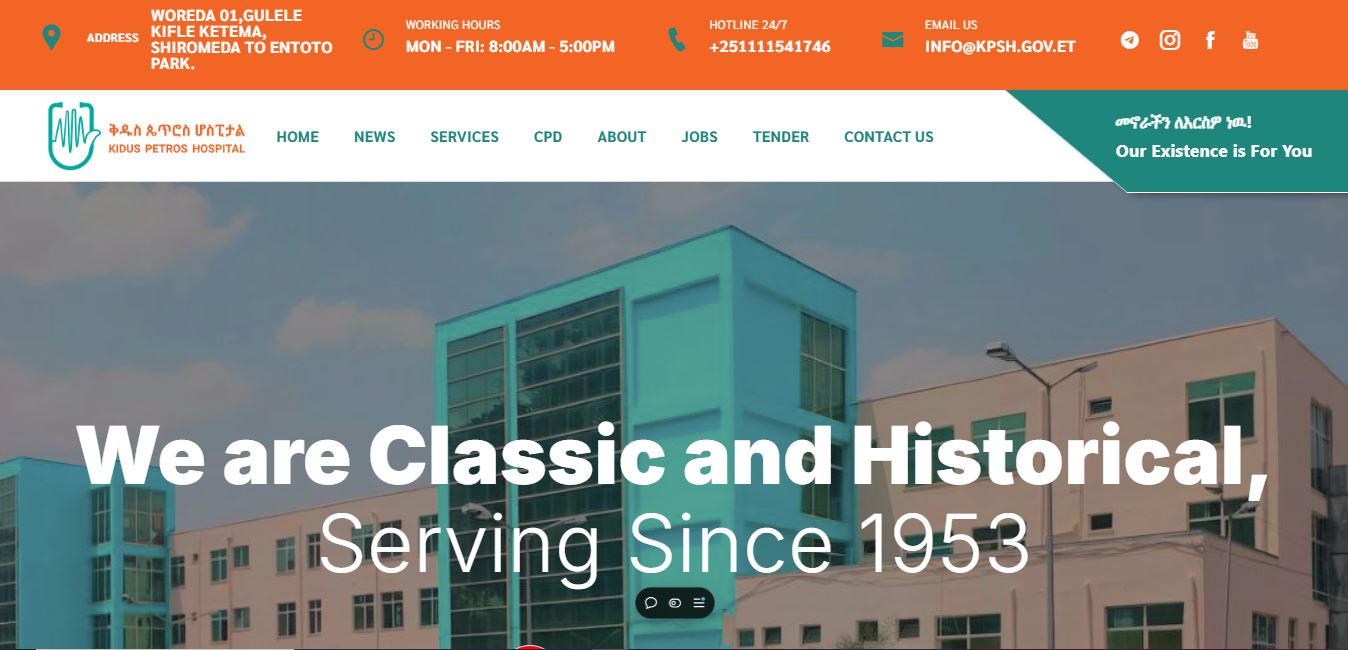 ADDRESS
WOREDA 01,GULELE
KIFLE KETEMA,
SHIROMEDA TO ENTOTO
PARK.
WORKING HOURS
MON - FRI: 8:00AM - 5:00PM
HOTLINE 24/7
+251111541746
EMAIL US
INFO@KPSH.GOV.ET
ቅዱስ ጴጥሮስ ሆስፒታል
KIDUS PETROS HOSPITAL
HOME NEWS SERVICES CPD ABOUT JOBS TENDER CONTACT US
መኖራችን ለእርስዎ ነዉ!
Our Existence is For You
We are Classic and Historical,
Serving Since 1953